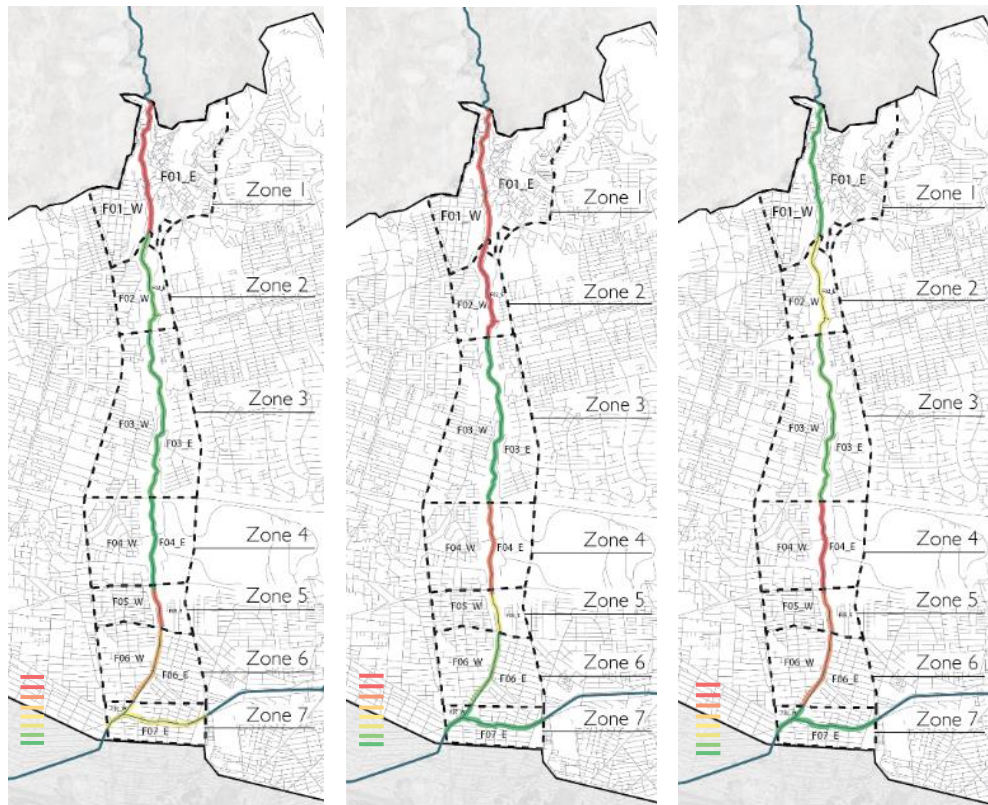 F01_E
Zone 1
F01_W
Zone 2
F02_W
Zone 3
F03_W
F03_E
Zone 4
F04_W
F04_E
Zone 5
F05_W
Zone 6
F06_W
F06_E
Zone 7
F07_E
F01_E
Zone 1
F01_W
Zone 2
F02_W
Zone 3
F03_W
F03_E
Zone 4
F04_W
F04_E
Zone 5
F05_W
Zone 6
F06_W
F06_E
Zone 7
F07_E
F01_E
Zone 1
F01_W
Zone 2
F02_W
Zone 3
F03_W
F03_E
Zone 4
F04_W
F04_E
Zone 5
F05_W
Zone 6
F06_W
F06_E
Zone 7
F07_E